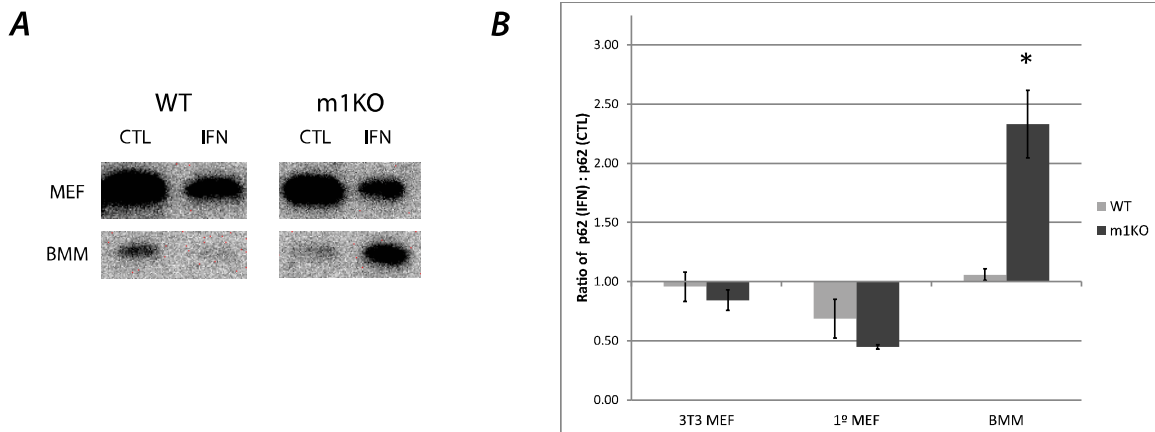 A
WT
m1KO
CTL
IFN
CTL
IFN
MEF
BMM
B
Ratio of p62 (IFN) : p62 (CTL)
3.00
2.50
2.00
1.50
1.00
0.50
0.00
*
3T3 MEF
1º MEF
BMM
WT
m1KO